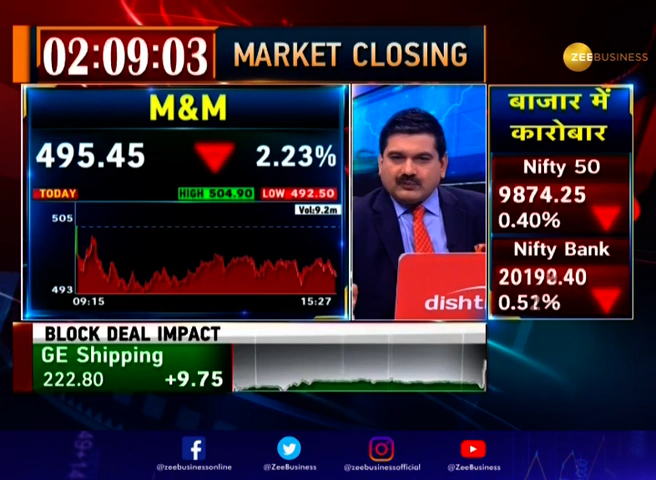 02:09:03 MARKET CLOSING
ZEEBUSINESS
M&M
495.45 2.23%
TODAY HIGH 504.90 LOW 492.50
Vol:9.2m
505
493
09:15 15:27
disht
बाजार में
कारोबार
Nifty 50
9874.25
0.40%
Nifty Bank
0.52%
BLOCK DEAL IMPACT
GE Shipping
222.80 +9.75
@zeebusinessonline @ZeeBusiness @zeebusinessofficial @ZeeBusiness